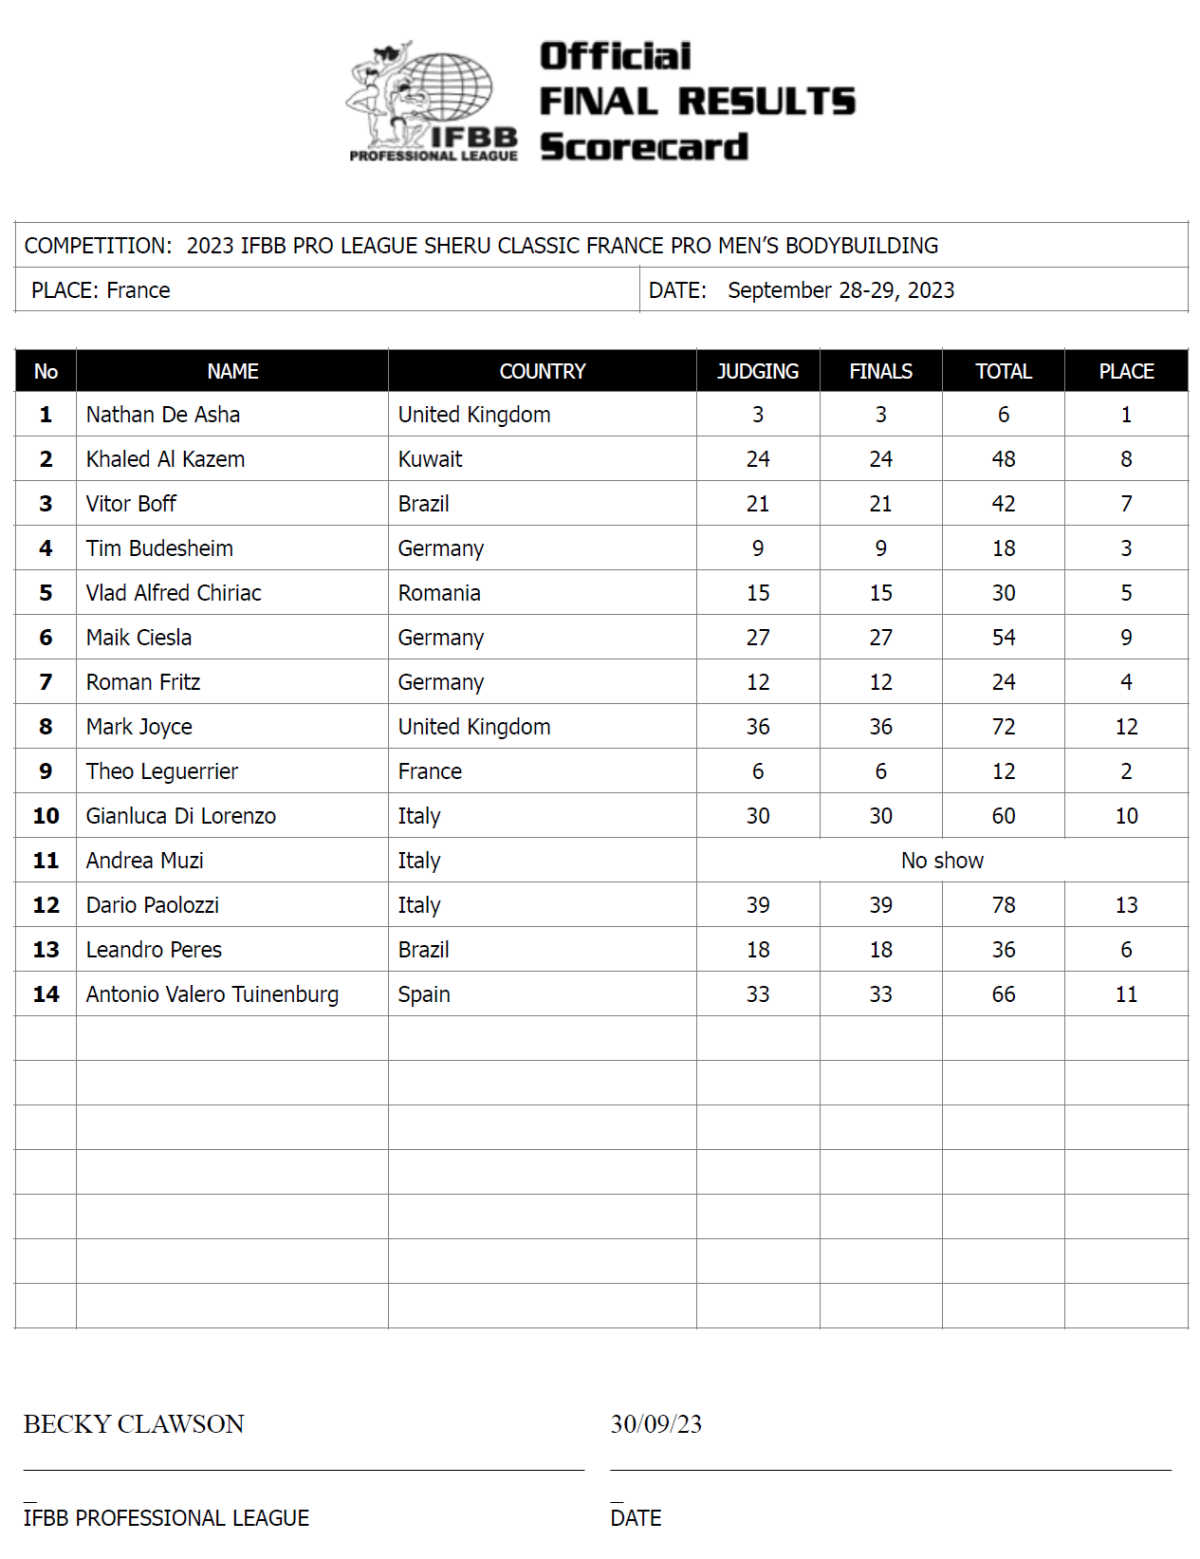 IFBB
PROFESSIONAL LEAGUE
Official
FINAL RESULTS
Scorecard
COMPETITION: 2023 IFBB PRO LEAGUE SHERU CLASSIC FRANCE PRO MEN’S BODYBUILDING
PLACE: France DATE: September 28-29, 2023
No NAME COUNTRY JUDGING FINALS TOTAL PLACE
1 Nathan De Asha United Kingdom 3 3 6 1
2 Khaled Al Kazem Kuwait 24 24 48 8
3 Vitor Boff Brazil 21 21 42 7
4 Tim Budesheim Germany 9 9 18 3
5 Vlad Alfred Chiriac Romania 15 15 30 5
6 Maik Ciesla Germany 27 27 54 9
7 Roman Fritz Germany 12 12 24 4
8 Mark Joyce United Kingdom 36 36 72 12
9 Theo Leguerrier France 6 6 12 2
10 Gianluca Di Lorenzo Italy 30 30 60 10
11 Andrea Muzi Italy No show
12 Dario Paolozzi Italy 39 39 78 13
13 Leandro Peres Brazil 18 18 36 6
14 Antonio Valero Tuinenburg Spain 33 33 66 11
BECKY CLAWSON 30/09/23
IFBB PROFESSIONAL LEAGUE DATE